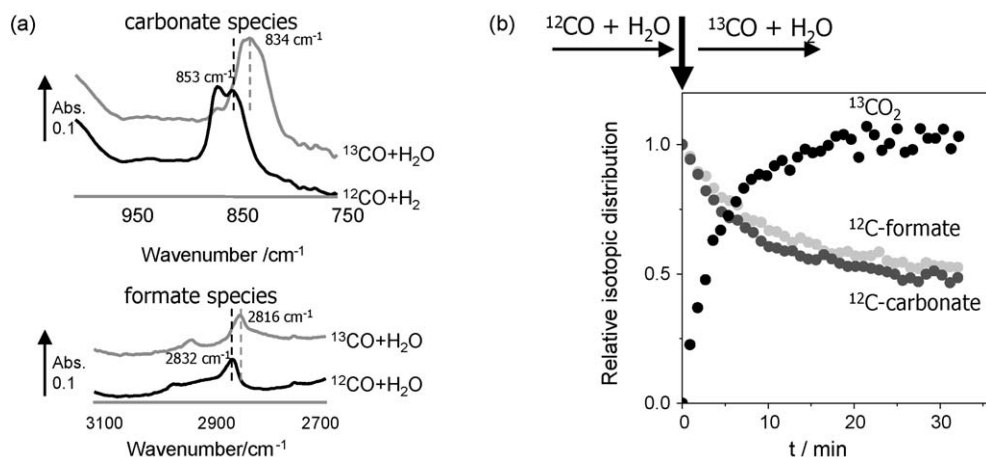 (a)
carbonate species
834 cm⁻¹
853 cm⁻¹
Abs.
0.1
¹³CO+H₂O
¹²CO+H₂
950 850 750
Wavenumber /cm⁻¹
formate species
2816 cm⁻¹
¹³CO+H₂O
2832 cm⁻¹
Abs.
0.1
¹²CO+H₂O
3100 2900 2700
Wavenumber/cm⁻¹
(b)
¹²CO + H₂O ¹³CO + H₂O
Relative isotopic distribution
1.0
0.5
0.0
¹³CO₂
¹²C-formate
¹²C-carbonate
0 10 20 30
t / min